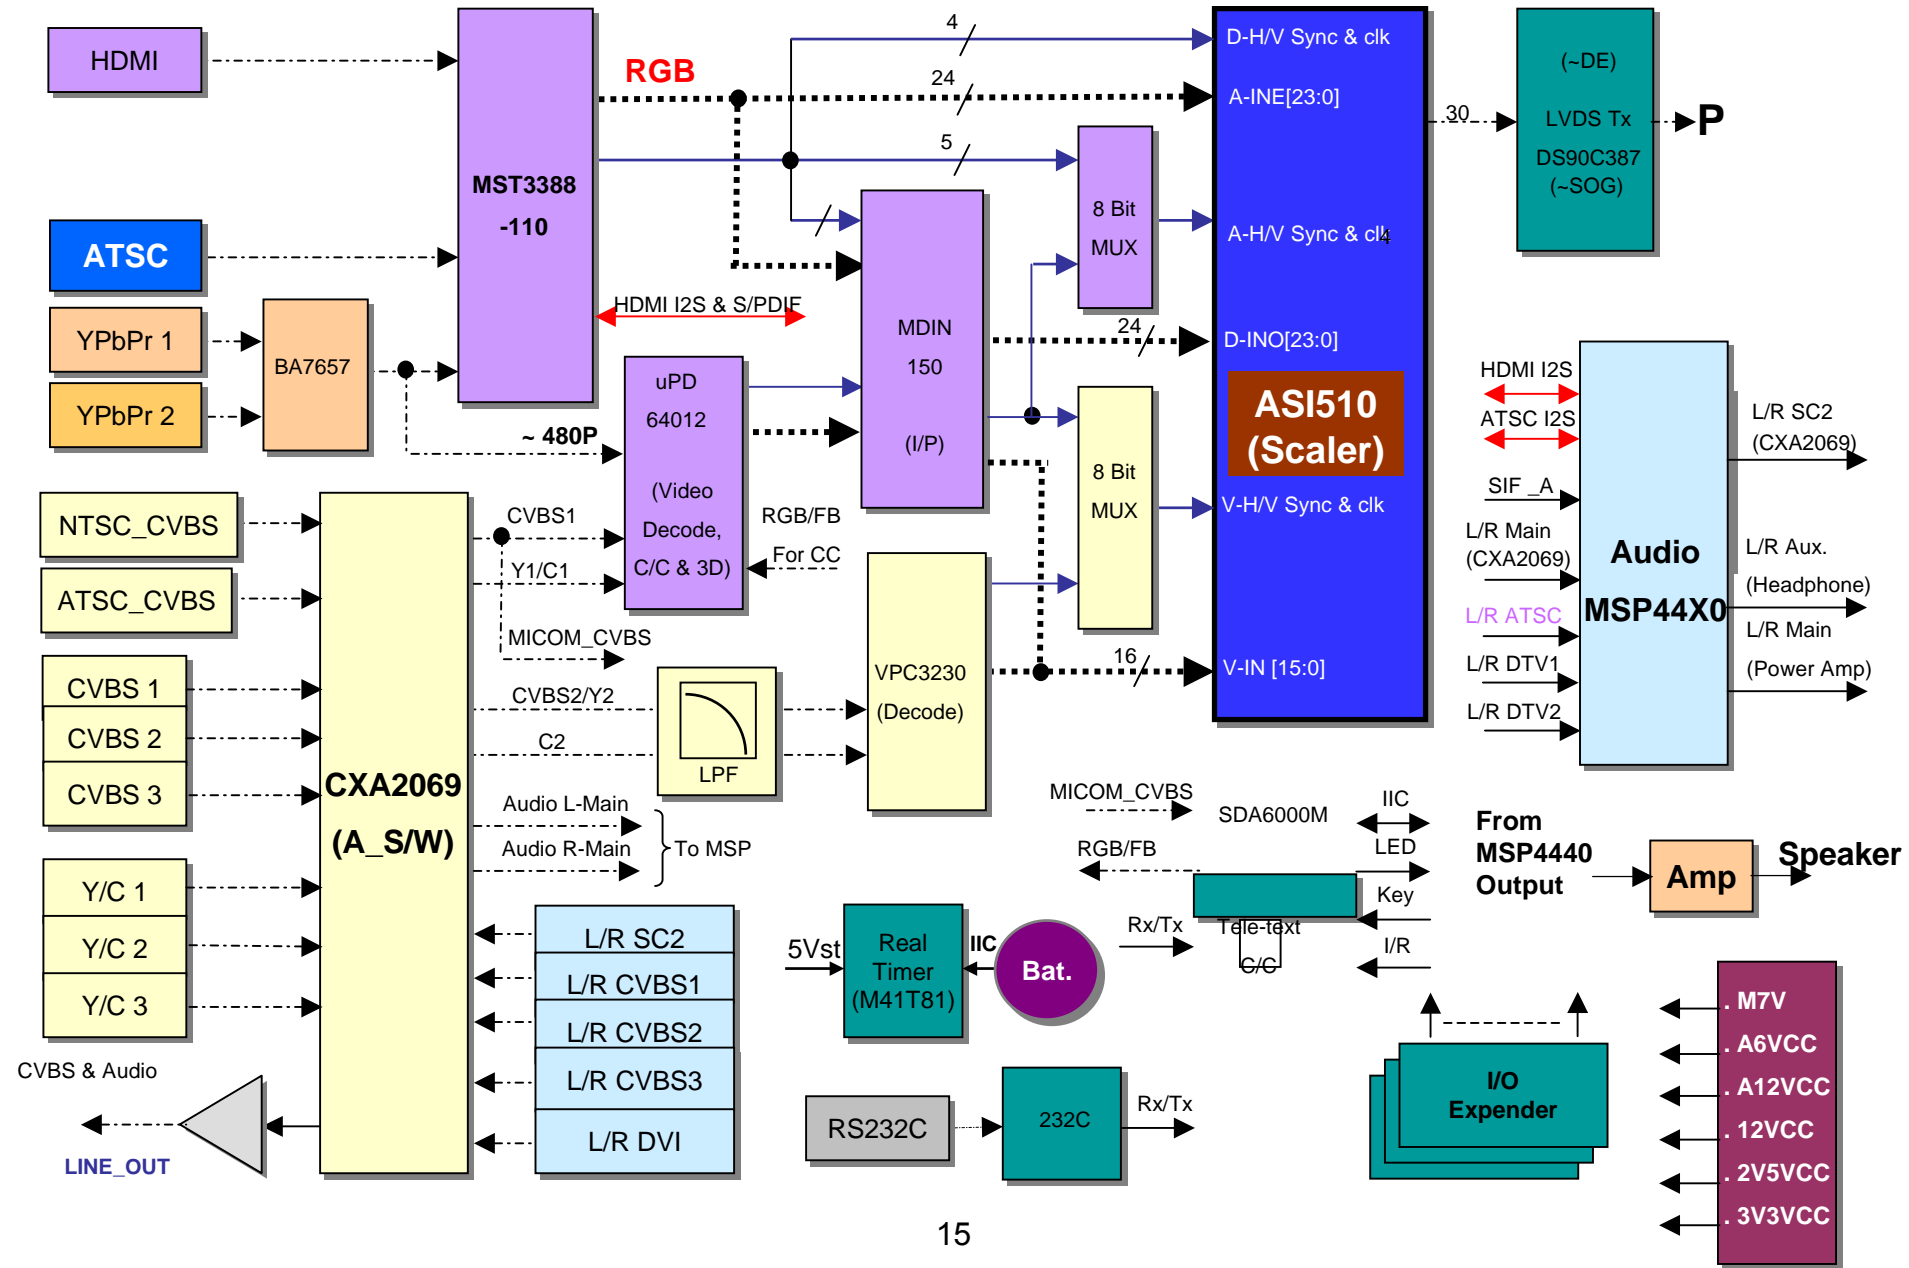 HDMI
ATSC
YPbPr 1
YPbPr 2
BA7657
MST3388
-110
RGB
4
24
5
HDMI I2S & S/PDIF
~ 480P
uPD
64012
(Video
Decode,
C/C & 3D)
RGB/FB
For CC
MDIN
150
(I/P)
8 Bit
MUX
24
8 Bit
MUX
16
D-H/V Sync & clk
A-INE[23:0]
A-H/V Sync & clk
4
D-INO[23:0]
ASI510
(Scaler)
V-H/V Sync & clk
V-IN [15:0]
30
(~DE)
LVDS Tx
DS90C387
(~SOG)
P
NTSC_CVBS
ATSC_CVBS
CVBS 1
CVBS 2
CVBS 3
Y/C 1
Y/C 2
Y/C 3
CVBS & Audio
LINE_OUT
CXA2069
(A_S/W)
CVBS1
Y1/C1
MICOM_CVBS
CVBS2/Y2
C2
LPF
VPC3230
(Decode)
Audio L-Main
Audio R-Main
To MSP
L/R SC2
L/R CVBS1
L/R CVBS2
L/R CVBS3
L/R DVI
HDMI I2S
ATSC I2S
SIF _A
L/R Main
(CXA2069)
L/R ATSC
L/R DTV1
L/R DTV2
Audio
MSP44X0
L/R SC2
(CXA2069)
L/R Aux.
(Headphone)
L/R Main
(Power Amp)
MICOM_CVBS
RGB/FB
Rx/Tx
SDA6000M
Tele-text
C/C
IIC
LED
Key
I/R
From
MSP4440
Output
Amp
Speaker
5Vst
Real
Timer
(M41T81)
IIC
Bat.
RS232C
232C
Rx/Tx
I/O
Expender
. M7V
. A6VCC
. A12VCC
. 12VCC
. 2V5VCC
. 3V3VCC
15